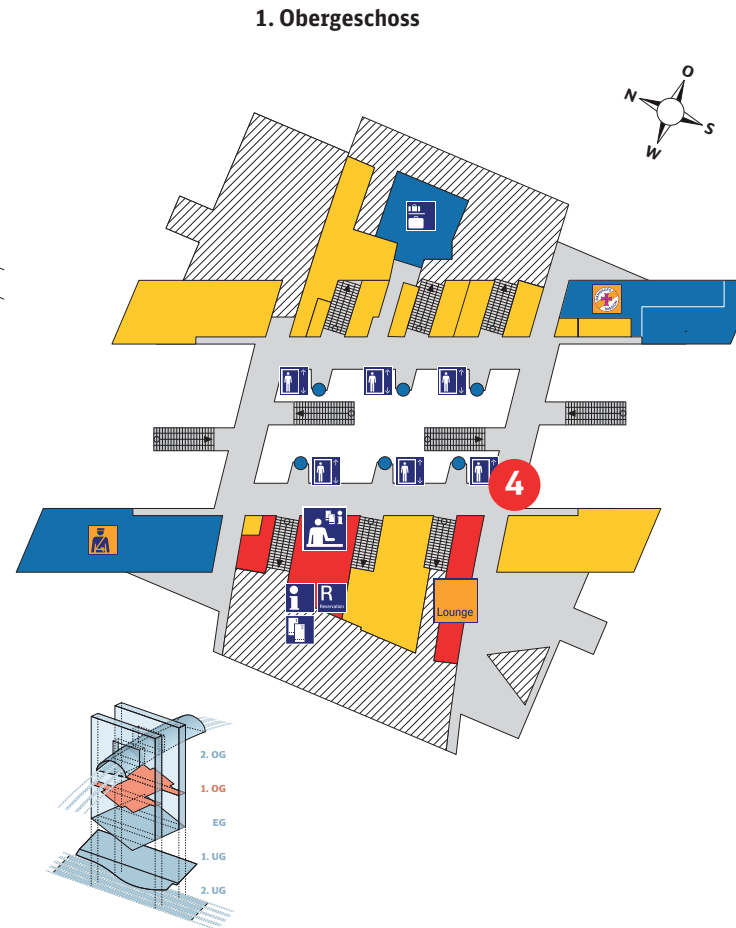 1. Obergeschoss
O
N
S
W
4
R
Reservation
Lounge
2. OG
1. OG
EG
1. UG
2. UG